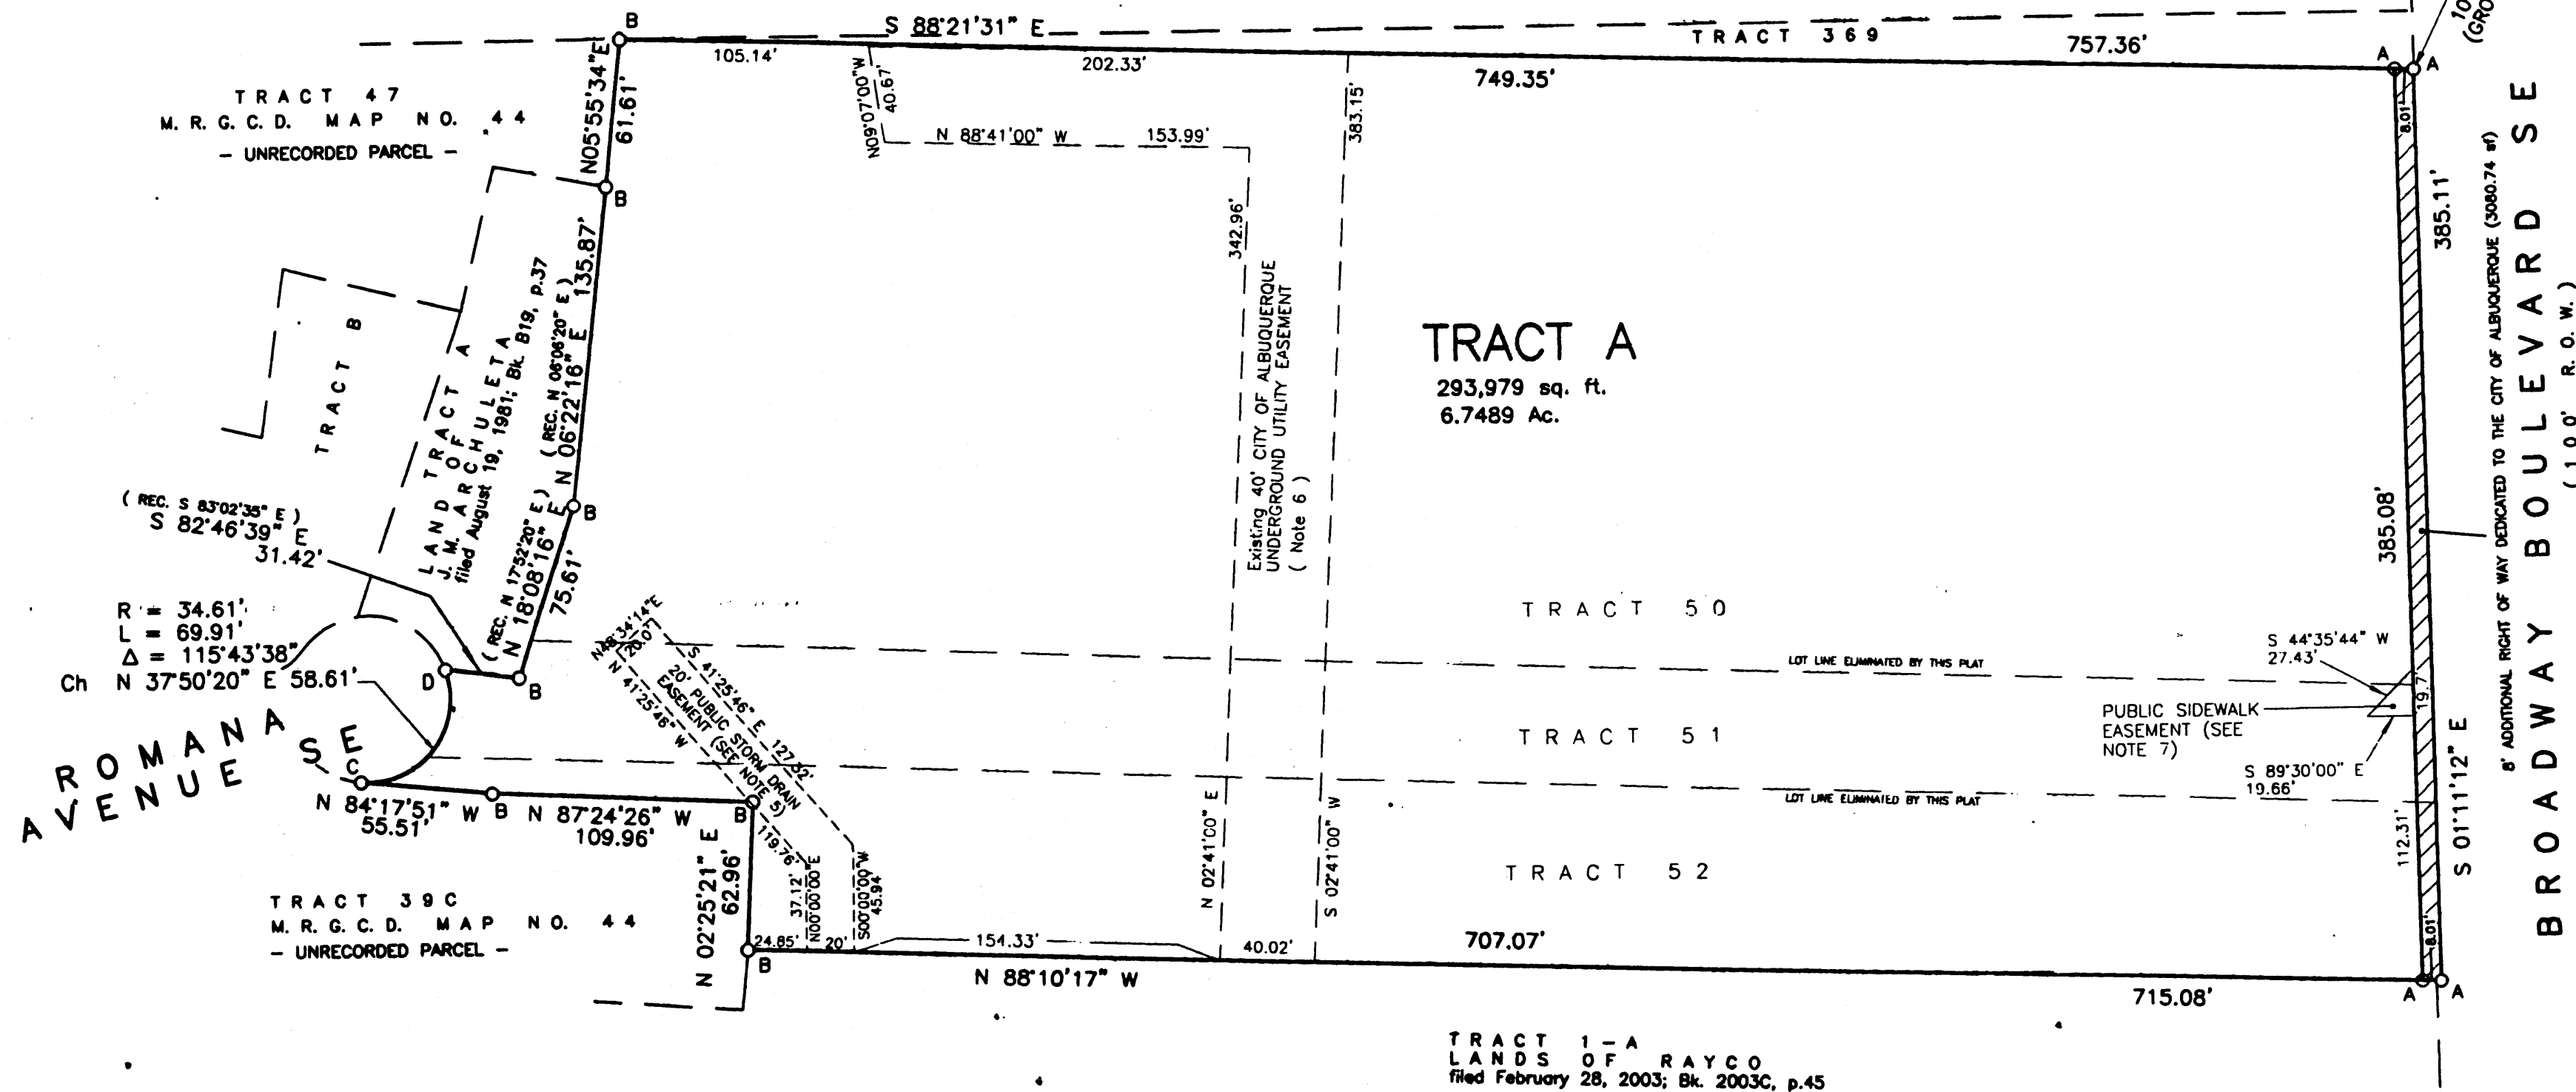 S 88°21'31" E
TRACT 369
757.36'
105.14'
202.33'
749.35'
A
A
B
8.01'
N05°55'34"E
61.61'
B
TRACT 47
M. R. G. C. D. MAP NO. 44
- UNRECORDED PARCEL -
N09°07'00"W
40.67'
N 88°41'00" W 153.99'
383.15'
342.96'
Existing 40' CITY OF ALBUQUERQUE
UNDERGROUND UTILITY EASEMENT
( Note 6 )
TRACT A
293,979 sq. ft.
6.7489 Ac.
385.11'
385.08'
8' ADDITIONAL RIGHT OF WAY DEDICATED TO THE CITY OF ALBUQUERQUE (3080.74 sf)
BROADWAY BOULEVARD SE
( 100' R. O. W. )
135.87'
N 06°22'16" E
( REC. N 06°06'20" E )
B
TRACT B
LAND TRACT A
OF
J. M. ARCHULETA
filed August 19, 1981; Bk. B19, p.37
( REC. S 83°02'35" E )
S 82°46'39" E
31.42'
(REC. N 17°52'20" E)
N 18°08'16" E
75.61'
B
D
R = 34.61'
L = 69.91'
Δ = 115°43'38"
Ch N 37°50'20" E 58.61'
ROMANA
AVENUE
SE
C
N 84°17'51" W
55.51'
B
N 87°24'26" W
109.96'
B
N48°34'14"E
20.07'
S 41°25'46" E 127.32'
20' PUBLIC STORM DRAIN
EASEMENT (SEE NOTE 5)
N 41°25'46" W
119.76'
TRACT 50
LOT LINE ELIMINATED BY THIS PLAT
TRACT 51
LOT LINE ELIMINATED BY THIS PLAT
TRACT 52
S 44°35'44" W
27.43'
PUBLIC SIDEWALK
EASEMENT (SEE
NOTE 7)
S 89°30'00" E
19.66'
112.31'
S 01°11'12" E
N 02°41'00" E
S 02°41'00" W
N 02°25'21" E
62.96'
37.12'
N00°00'00"E
S00°00'00"W
45.94'
TRACT 39C
M. R. G. C. D. MAP NO. 44
- UNRECORDED PARCEL -
B
24.85'
20'
154.33'
40.02'
707.07'
8.01'
N 88°10'17" W
715.08'
A
A
TRACT 1-A
LANDS OF RAYCO
filed February 28, 2003; Bk. 2003C, p.45